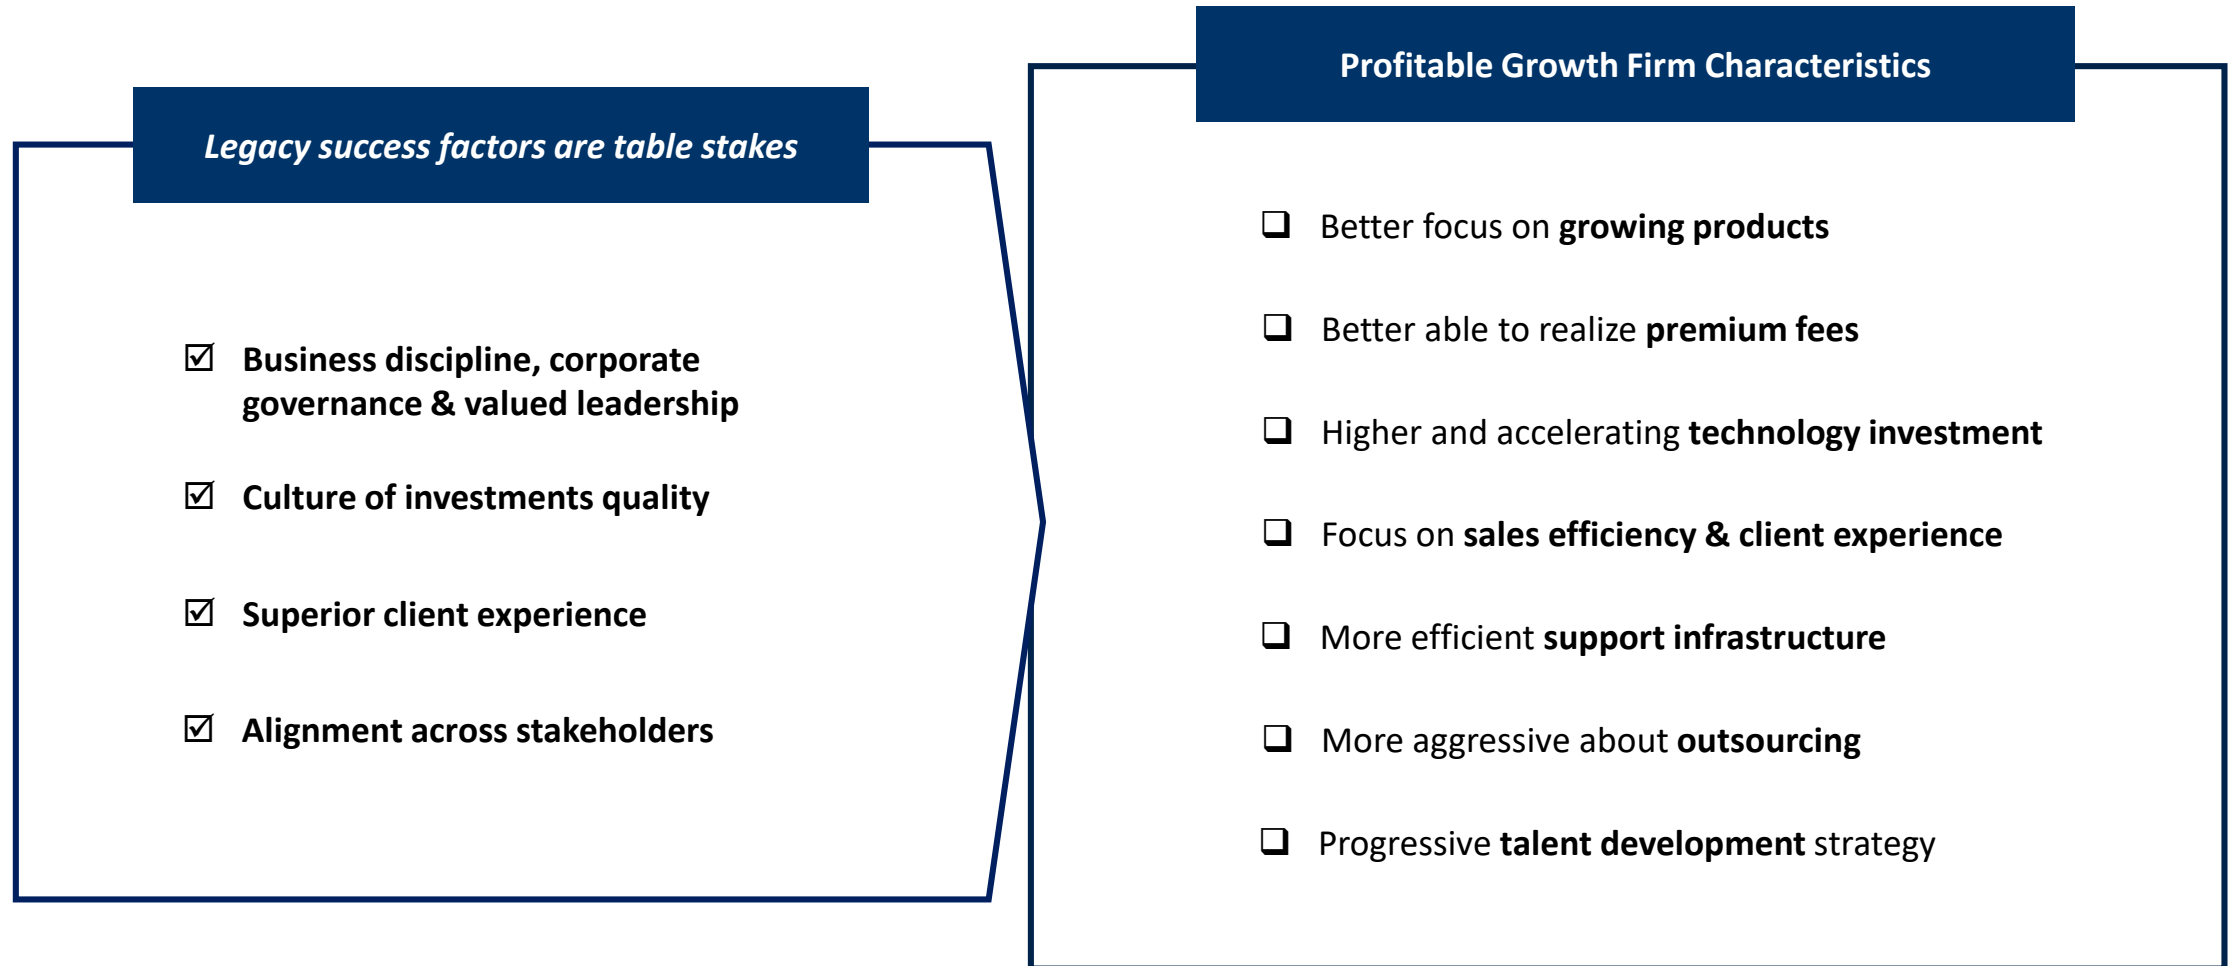 Legacy success factors are table stakes
Business discipline, corporate
governance & valued leadership
Culture of investments quality
Superior client experience
Alignment across stakeholders
Profitable Growth Firm Characteristics
Better focus on growing products
Better able to realize premium fees
Higher and accelerating technology investment
Focus on sales efficiency & client experience
More efficient support infrastructure
More aggressive about outsourcing
Progressive talent development strategy